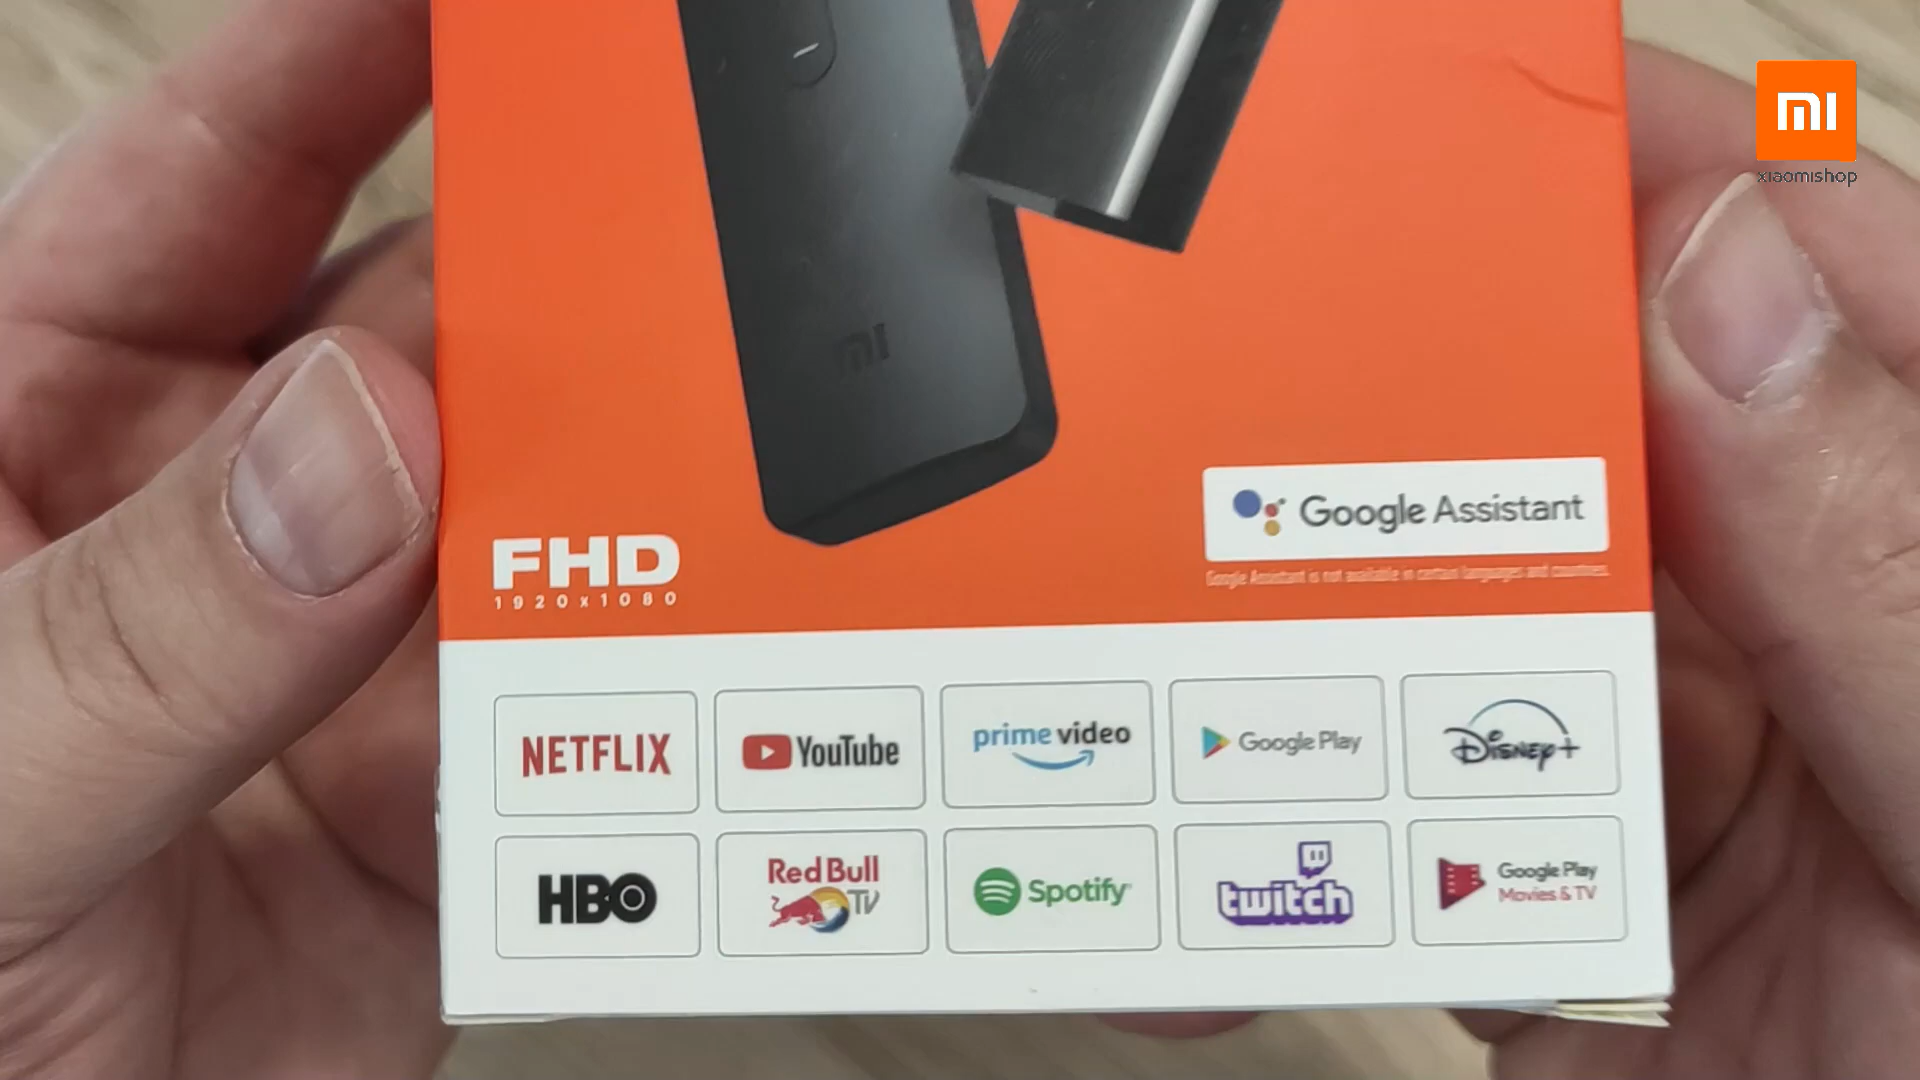 mi
xiaomishop
mi
FHD
1920x1080
Google Assistant
Google Assistant is not available in certain languages and countries.
NETFLIX
YouTube
prime video
Google Play
Disney+
HBO
Red Bull
TV
Spotify
twitch
Google Play
Movies & TV